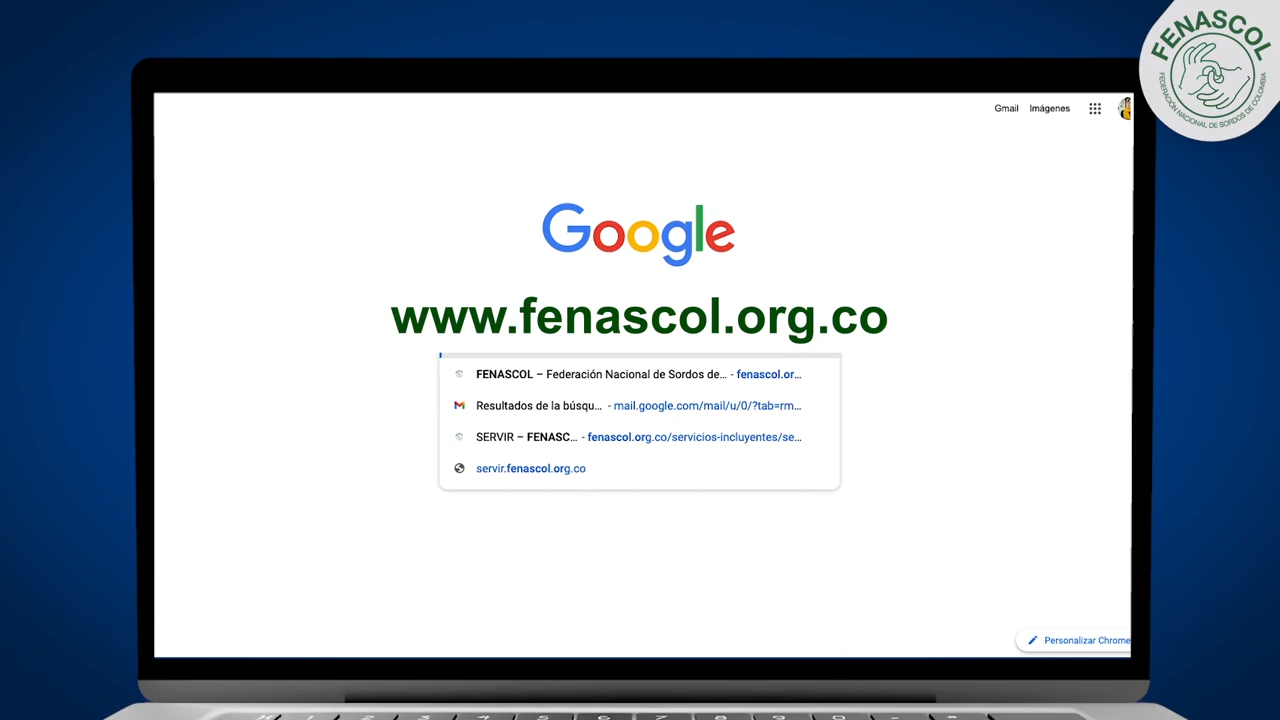 FENASCOL
FEDERACIÓN NACIONAL DE SORDOS DE COLOMBIA
Gmail Imágenes
Google
www.fenascol.org.co
FENASCOL – Federación Nacional de Sordos de... - fenascol.or...
Resultados de la búsqu... - mail.google.com/mail/u/0/?tab=rm...
SERVIR – FENASC... - fenascol.org.co/servicios-incluyentes/se...
servir.fenascol.org.co
Personalizar Chrome